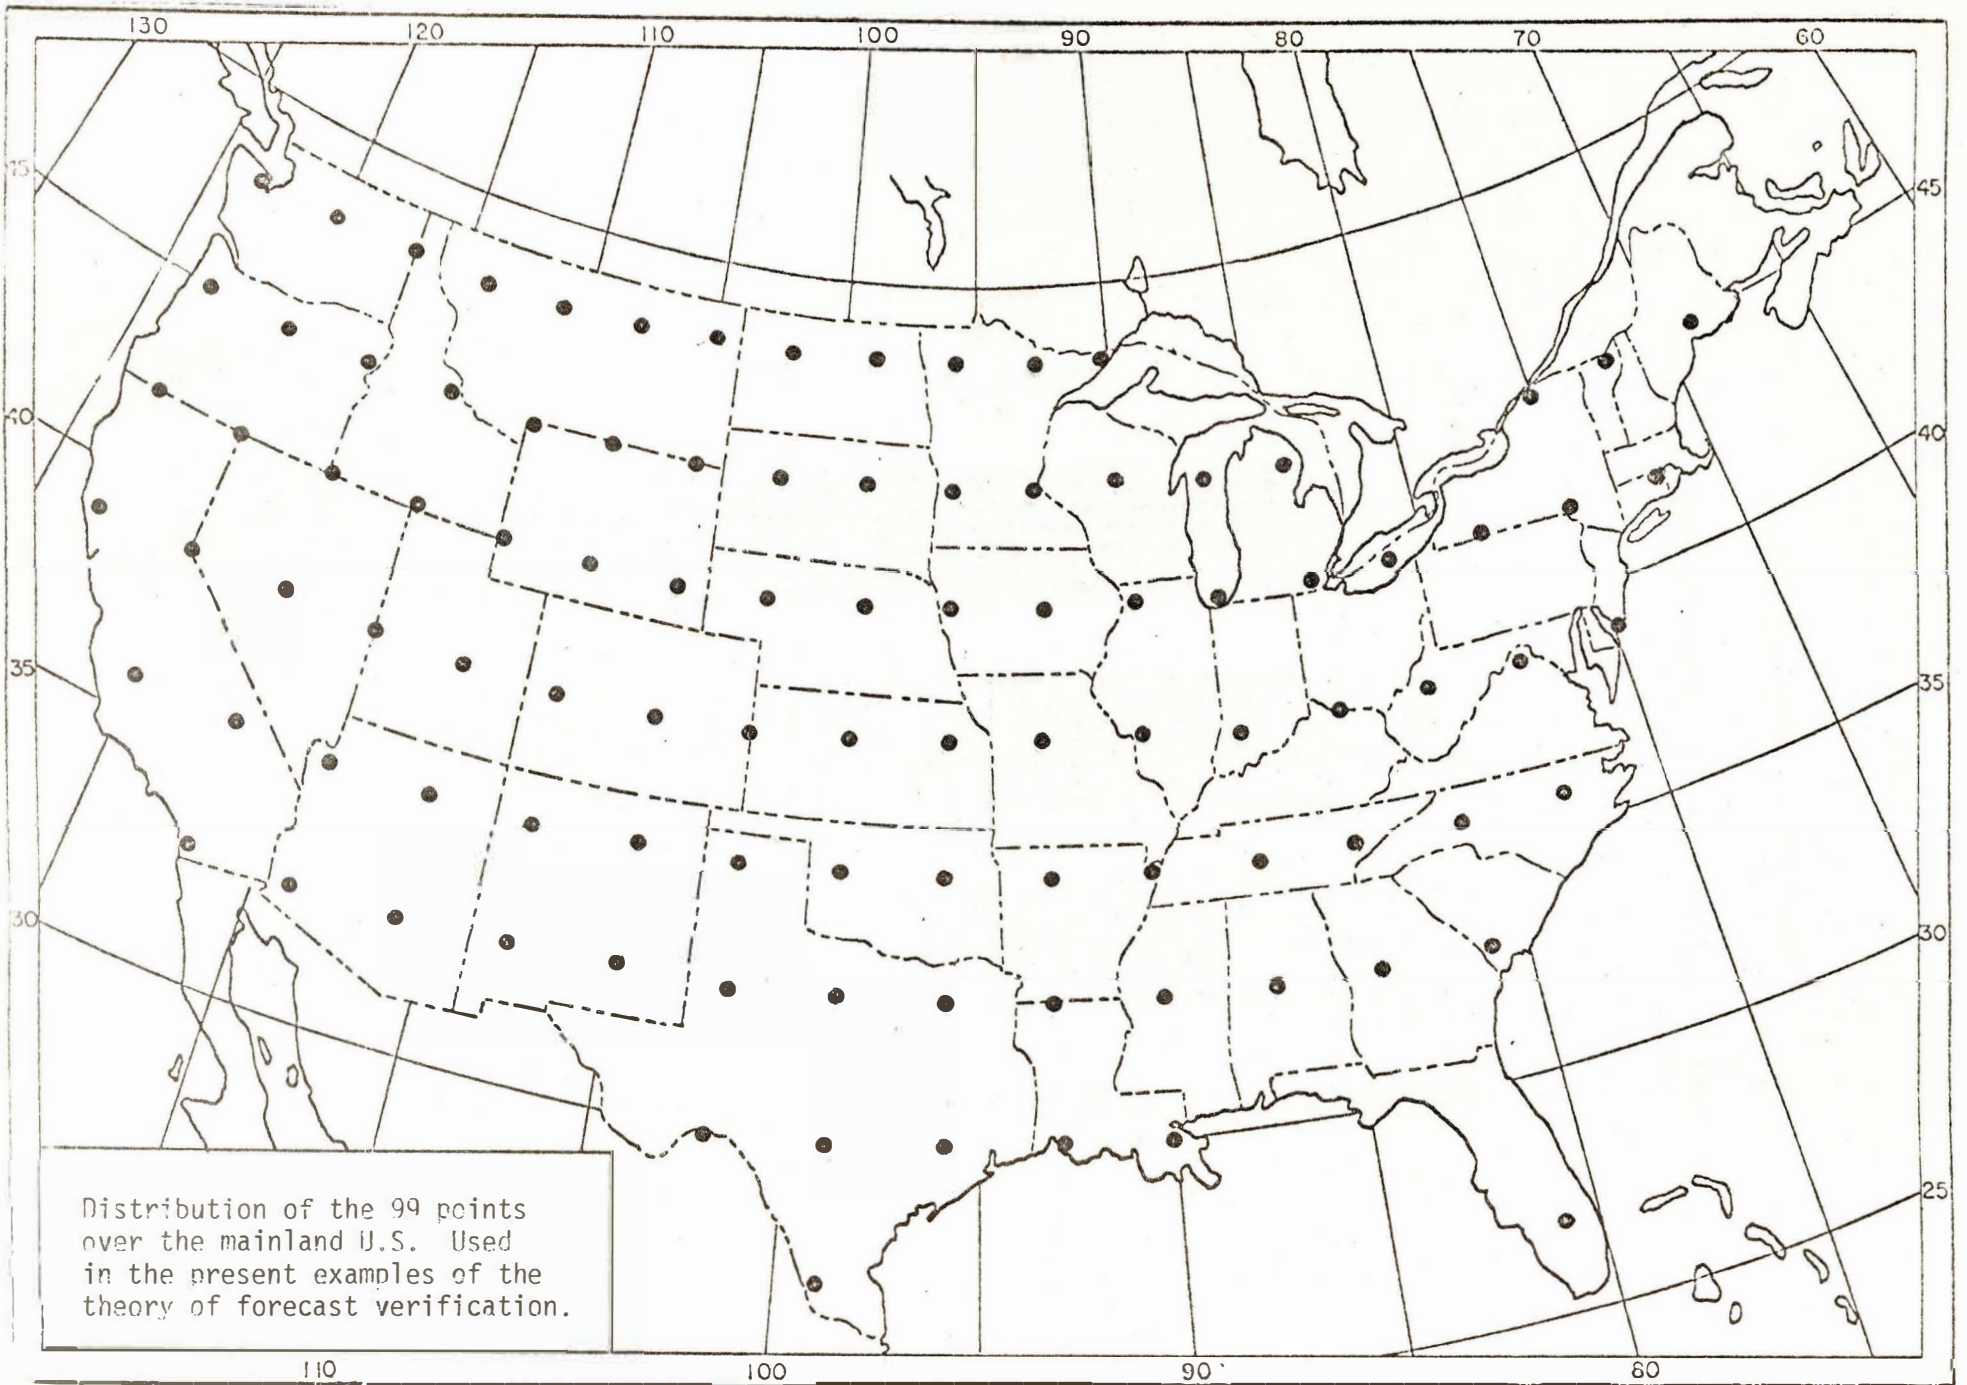 130 120 110 100 90 80 70 60
45
45
40
40
35
35
30
30
25
Distribution of the 99 points
over the mainland U.S. Used
in the present examples of the
theory of forecast verification.
110 100 90 80